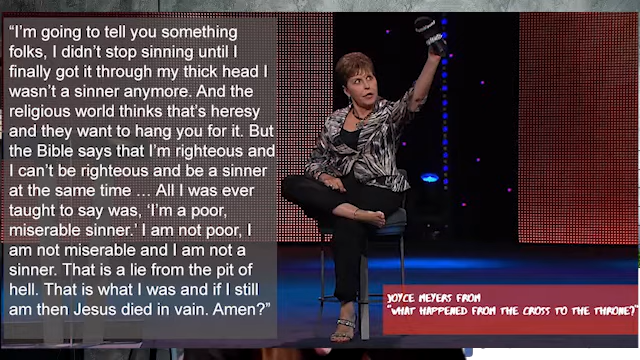 “I’m going to tell you something
folks, I didn’t stop sinning until I
finally got it through my thick head I
wasn’t a sinner anymore. And the
religious world thinks that’s heresy
and they want to hang you for it. But
the Bible says that I’m righteous and
I can’t be righteous and be a sinner
at the same time … All I was ever
taught to say was, ‘I’m a poor,
miserable sinner.’ I am not poor, I
am not miserable and I am not a
sinner. That is a lie from the pit of
hell. That is what I was and if I still
am then Jesus died in vain. Amen?”
JOYCE MEYERS FROM
"WHAT HAPPENED FROM THE CROSS TO THE THRONE?"